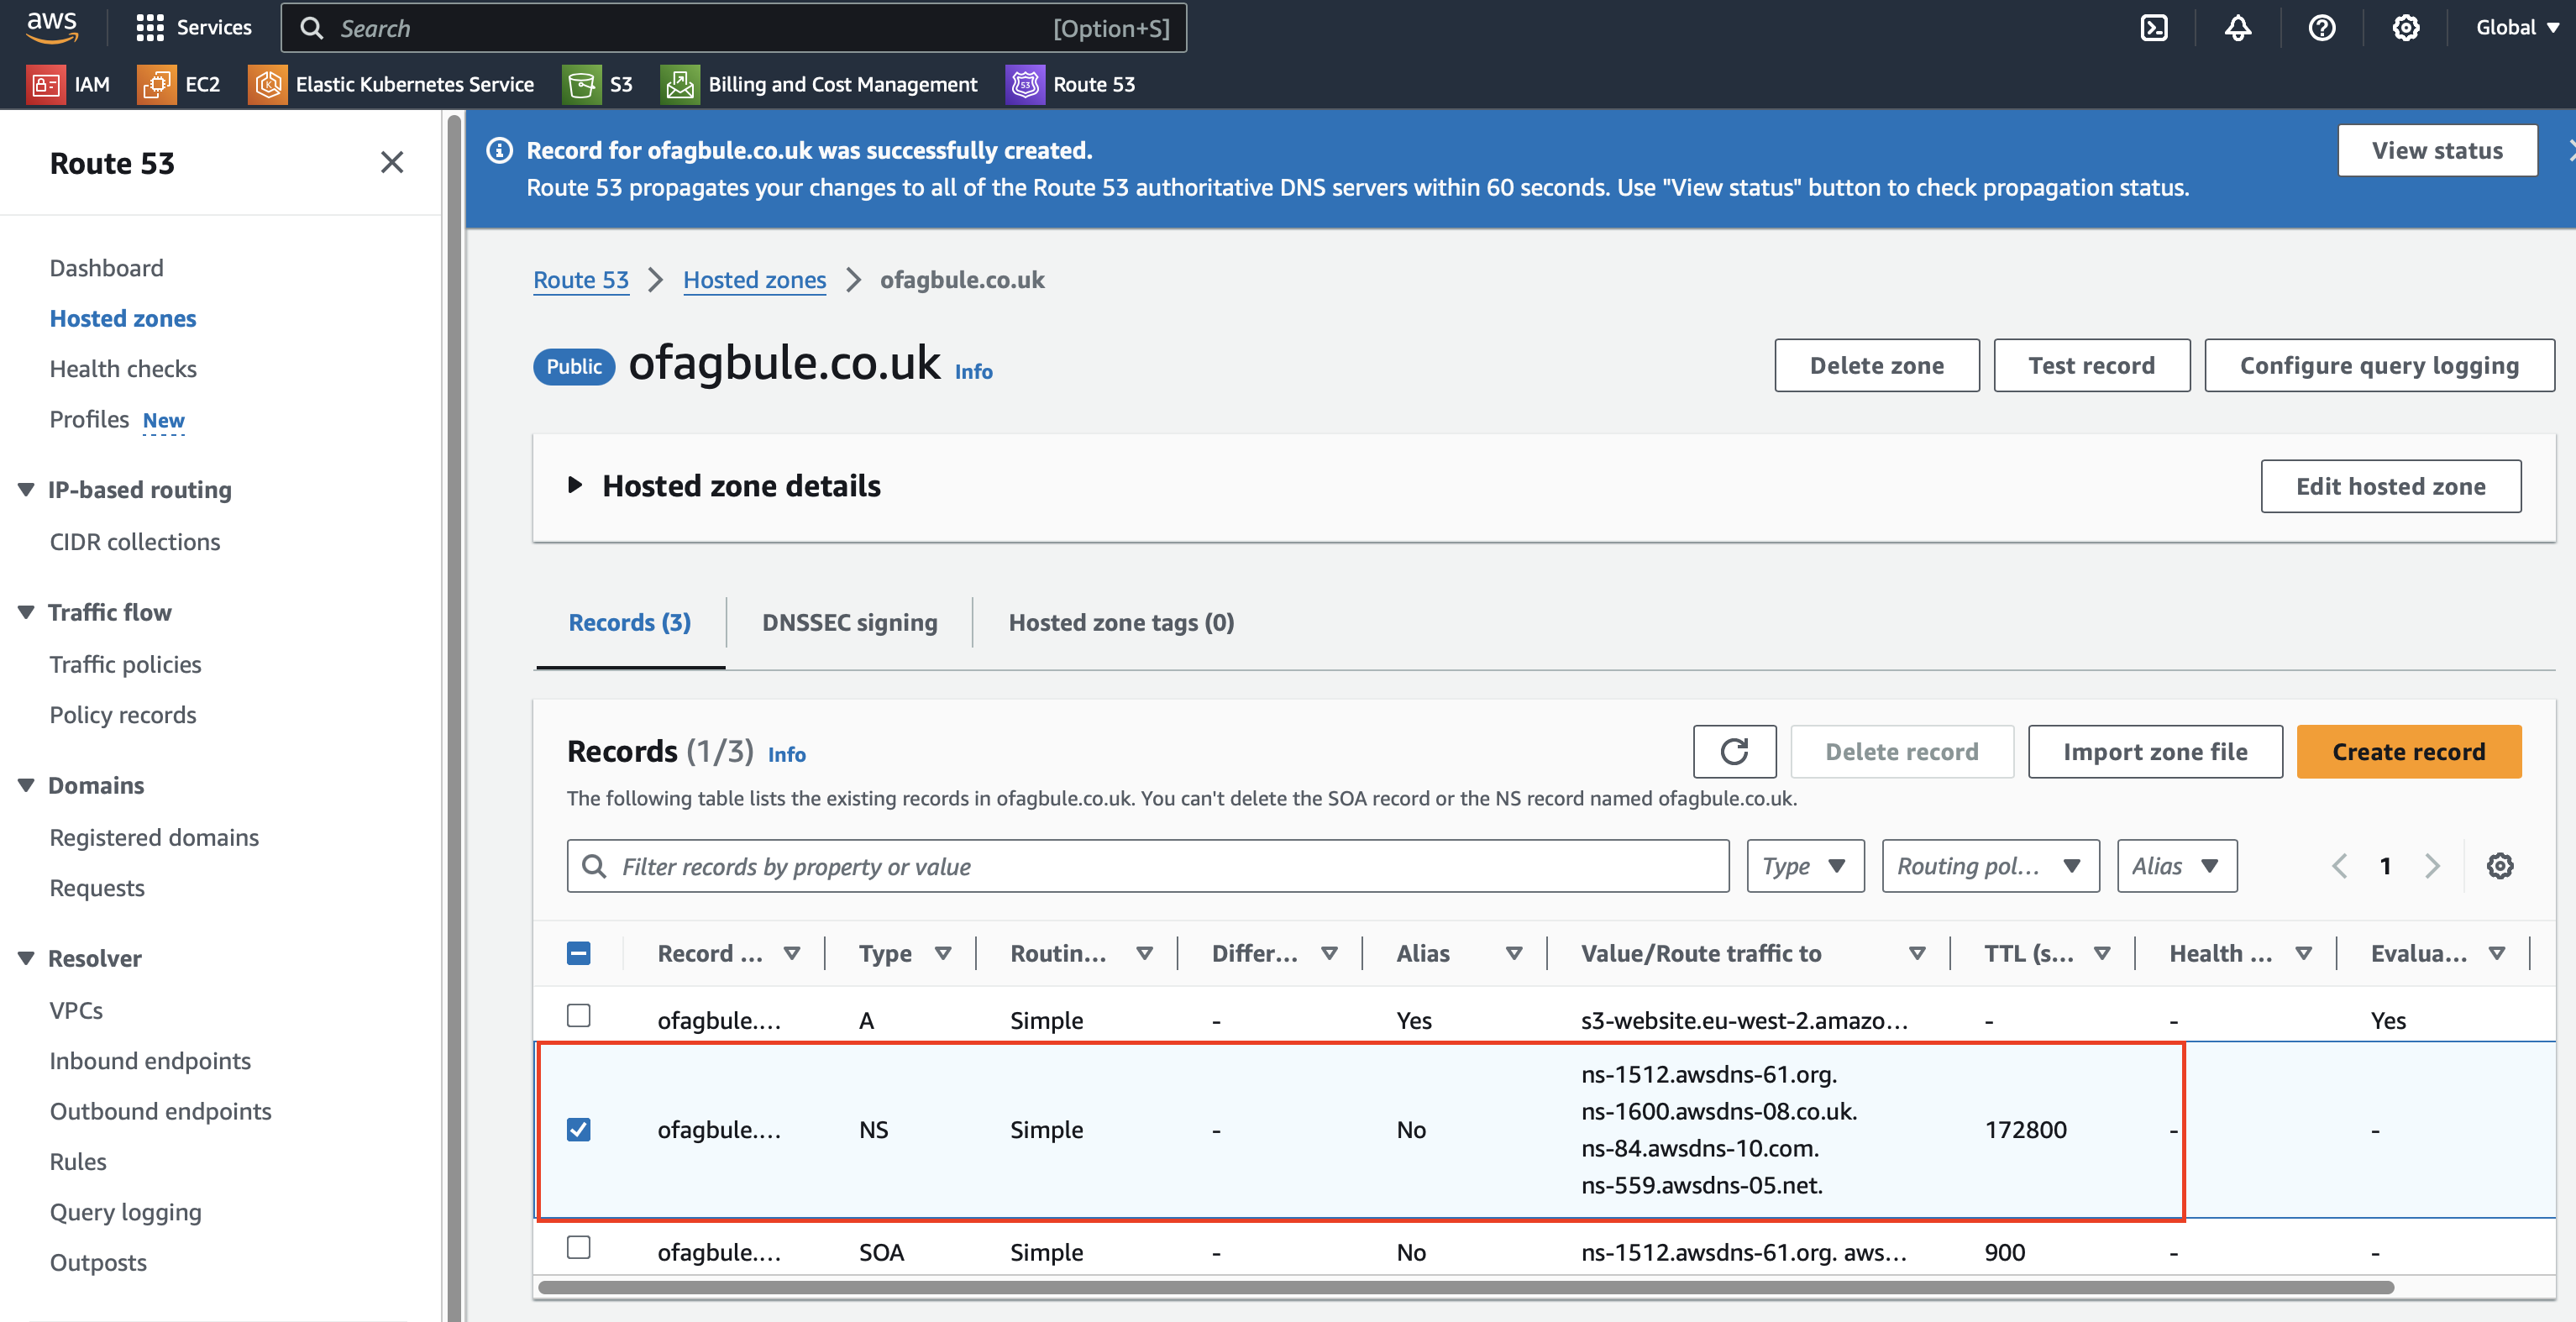 aws
Services
Search
[Option+S]
Global
IAM
EC2
Elastic Kubernetes Service
S3
Billing and Cost Management
53
Route 53
Route 53
Dashboard
Hosted zones
Health checks
Profiles New
IP-based routing
CIDR collections
Traffic flow
Traffic policies
Policy records
Domains
Registered domains
Requests
Resolver
VPCs
Inbound endpoints
Outbound endpoints
Rules
Query logging
Outposts
Record for ofagbule.co.uk was successfully created.
Route 53 propagates your changes to all of the Route 53 authoritative DNS servers within 60 seconds. Use "View status" button to check propagation status.
View status
Route 53 > Hosted zones > ofagbule.co.uk
Public ofagbule.co.uk Info
Delete zone
Test record
Configure query logging
Hosted zone details
Edit hosted zone
Records (3)
DNSSEC signing
Hosted zone tags (0)
Records (1/3) Info
Delete record
Import zone file
Create record
The following table lists the existing records in ofagbule.co.uk. You can't delete the SOA record or the NS record named ofagbule.co.uk.
Filter records by property or value
Type
Routing pol...
Alias
1
Record ... Type Routin... Differ... Alias Value/Route traffic to TTL (s... Health ... Evalua...
ofagbule.... A Simple - Yes s3-website.eu-west-2.amazo... - - Yes
ofagbule.... NS Simple - No ns-1512.awsdns-61.org.
ns-1600.awsdns-08.co.uk.
ns-84.awsdns-10.com.
ns-559.awsdns-05.net.
172800 - -
ofagbule.... SOA Simple - No ns-1512.awsdns-61.org. aws... 900 - -